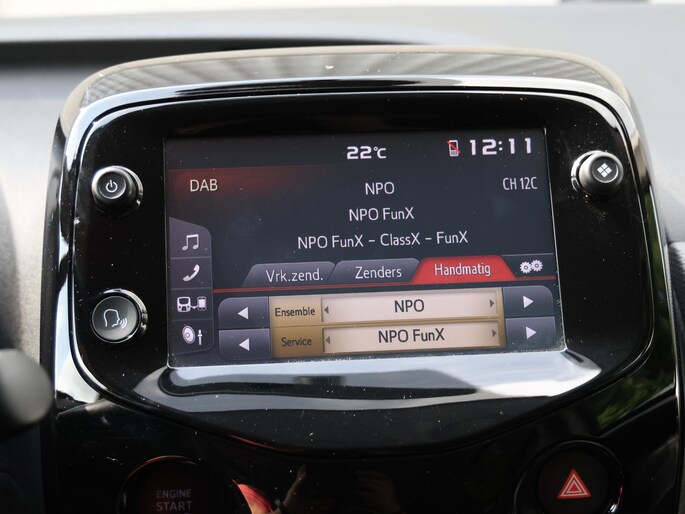 22°C 12:11
DAB NPO CH 12C
NPO FunX
NPO FunX - ClassX - FunX
Vrk.zend. Zenders Handmatig
Ensemble NPO
Service NPO FunX
ENGINE
START